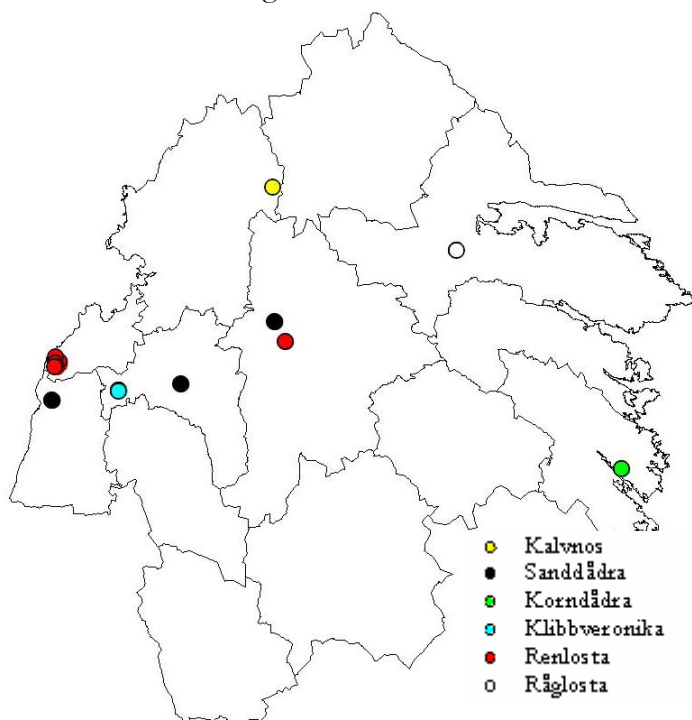 Kalvnos
Sanddådra
Korndådra
Klibbveronika
Renlosta
Råglosta